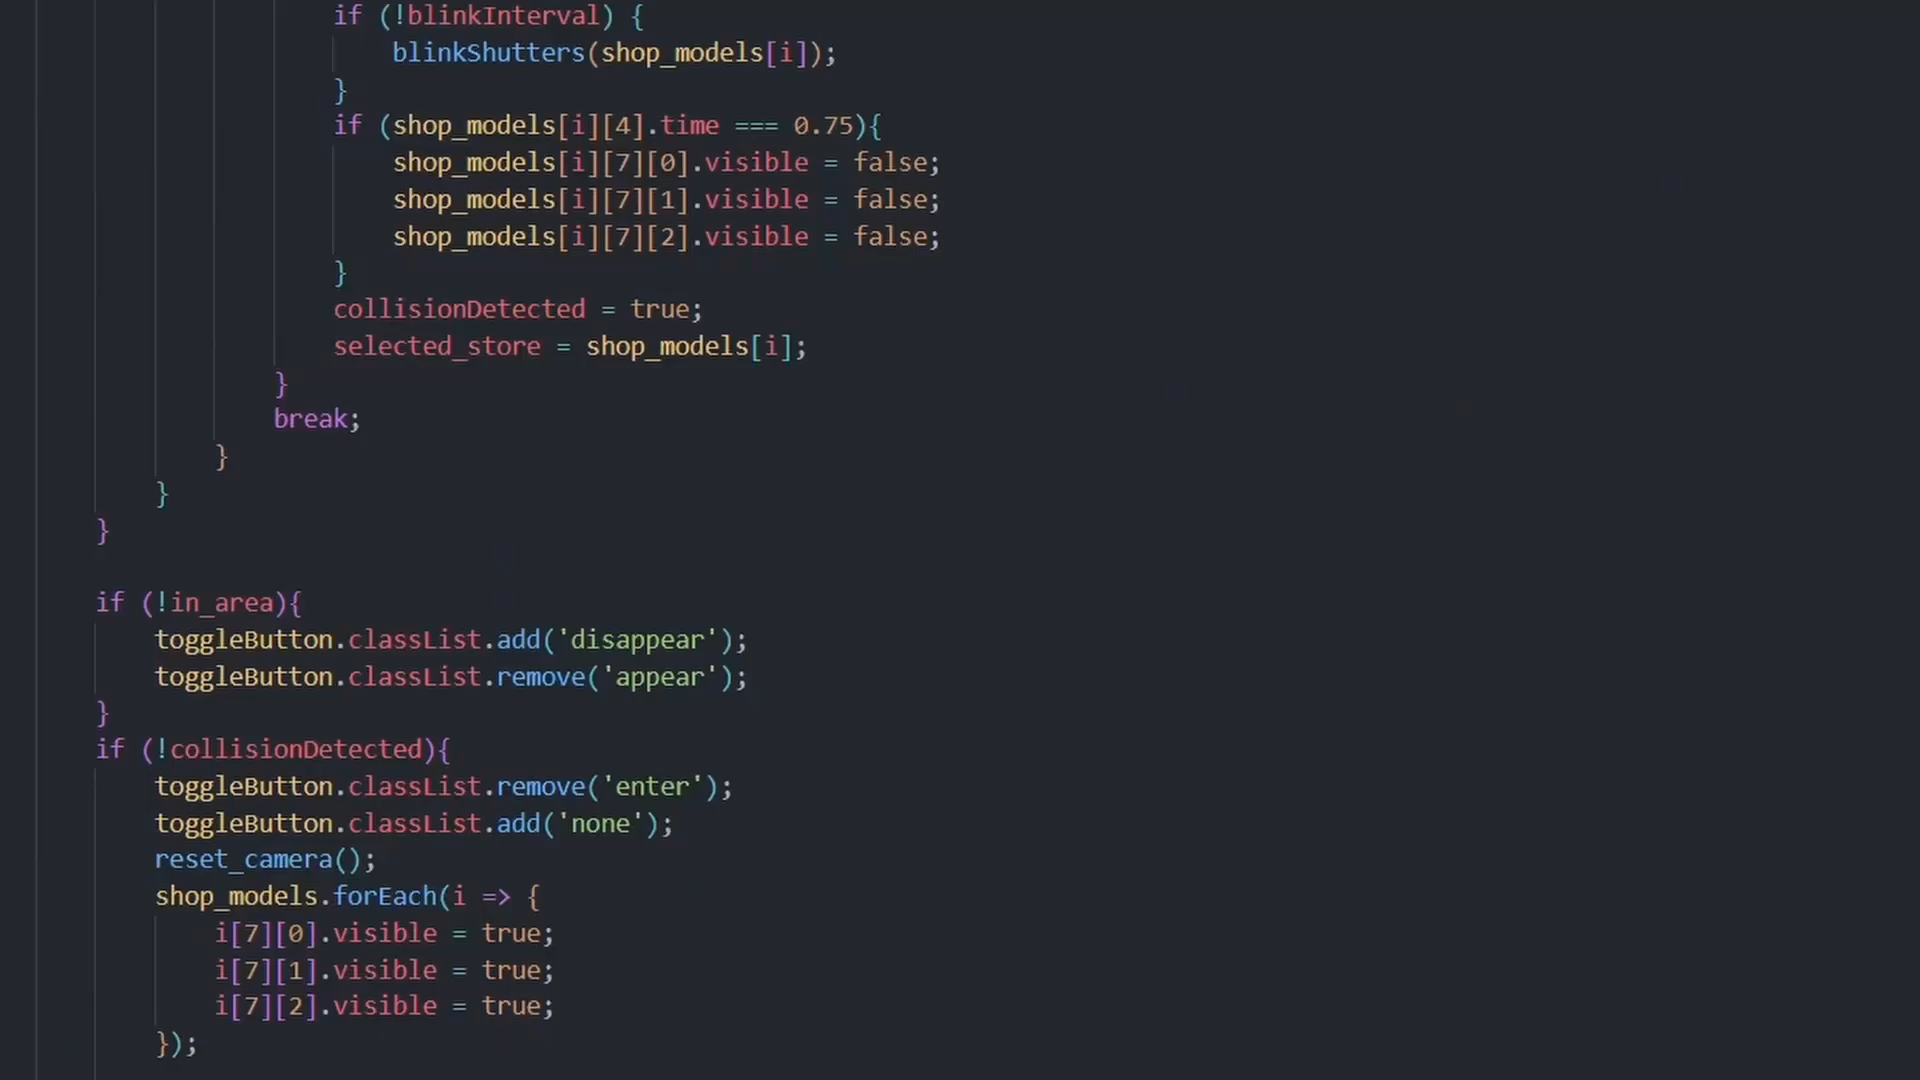 if (!blinkInterval) {
blinkShutters(shop_models[i]);
}
if (shop_models[i][4].time === 0.75){
shop_models[i][7][0].visible = false;
shop_models[i][7][1].visible = false;
shop_models[i][7][2].visible = false;
}
collisionDetected = true;
selected_store = shop_models[i];
}
break;
}
}
}
if (!in_area){
toggleButton.classList.add('disappear');
toggleButton.classList.remove('appear');
}
if (!collisionDetected){
toggleButton.classList.remove('enter');
toggleButton.classList.add('none');
reset_camera();
shop_models.forEach(i => {
i[7][0].visible = true;
i[7][1].visible = true;
i[7][2].visible = true;
});